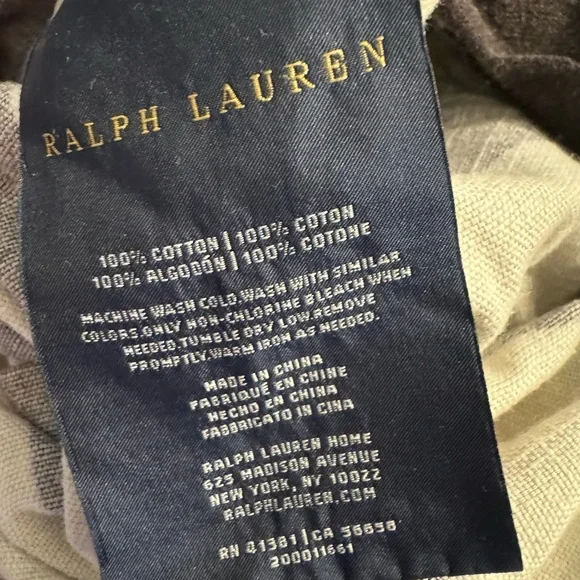 RALPH LAUREN
100% COTTON | 100% COTON
100% ALGODÓN | 100% COTONE
MACHINE WASH COLD.WASH WITH SIMILAR
COLORS.ONLY NON-CHLORINE BLEACH WHEN
NEEDED.TUMBLE DRY LOW.REMOVE
PROMPTLY.WARM IRON AS NEEDED.
MADE IN CHINA
FABRIQUÉ EN CHINE
HECHO EN CHINA
FABBRICATO IN CINA
RALPH LAUREN HOME
625 MADISON AVENUE
NEW YORK, NY 10022
RALPHLAUREN.COM
RN 41381 | CA 36658
200011661